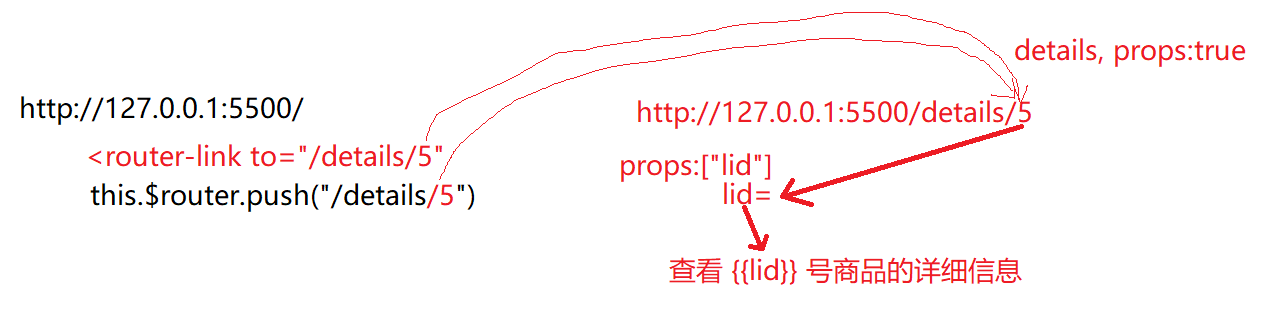 details, props:true
http://127.0.0.1:5500/
http://127.0.0.1:5500/details/5
<router-link to="/details/5"
props:["lid"]
this.$router.push("/details/5")
lid=
查看 {{lid}} 号商品的详细信息